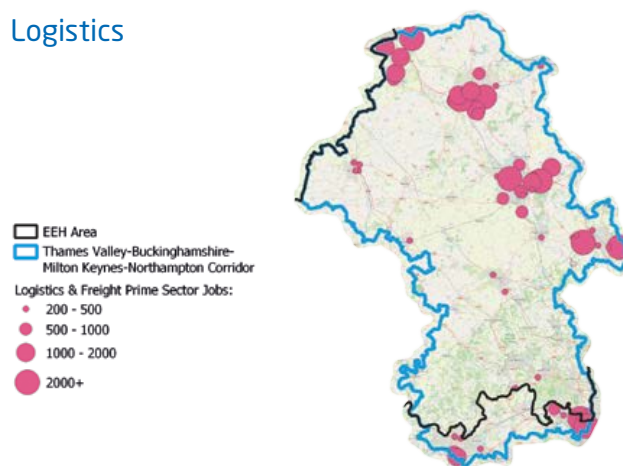 Logistics
EEH Area
Thames Valley-Buckinghamshire-
Milton Keynes-Northampton Corridor
Logistics & Freight Prime Sector Jobs:
200 - 500
500 - 1000
1000 - 2000
2000+